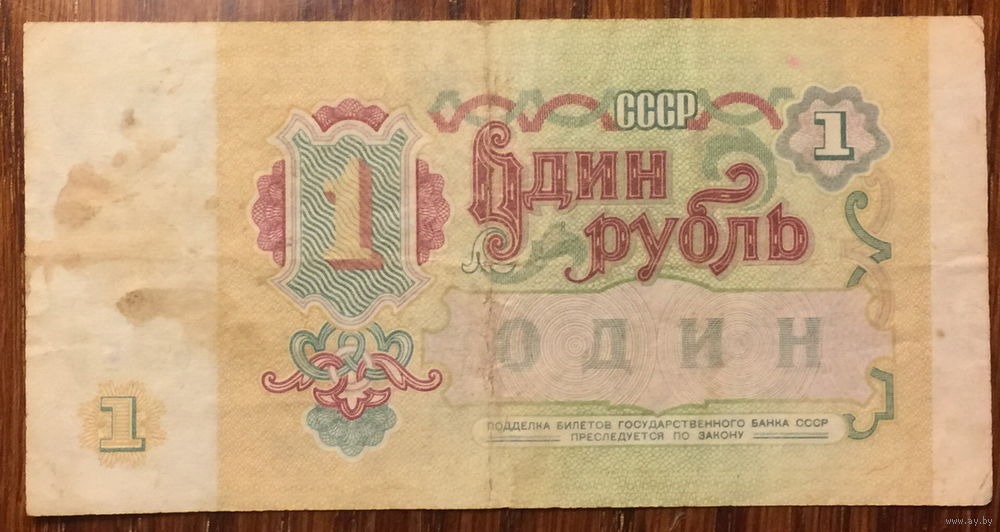 СССР
1
1
Один
рубль
ОДИН
ПОДДЕЛКА БИЛЕТОВ ГОСУДАРСТВЕННОГО БАНКА СССР
ПРЕСЛЕДУЕТСЯ ПО ЗАКОНУ
1
www.ay.by